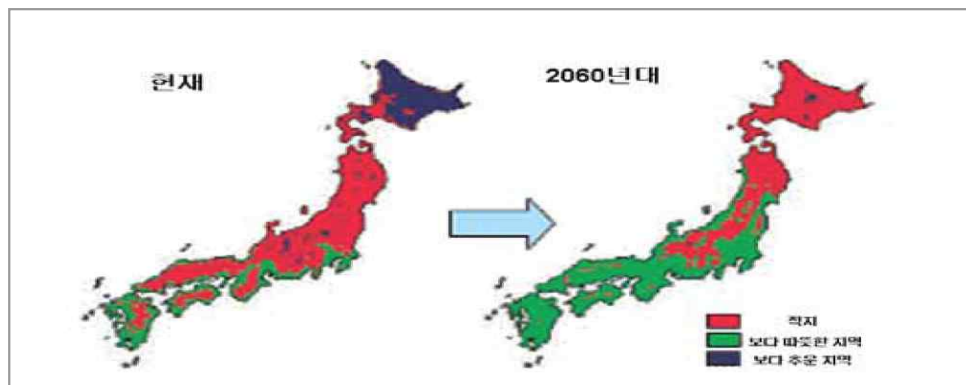 현재
2060년대
적지
보다 따뜻한 지역
보다 추운 지역